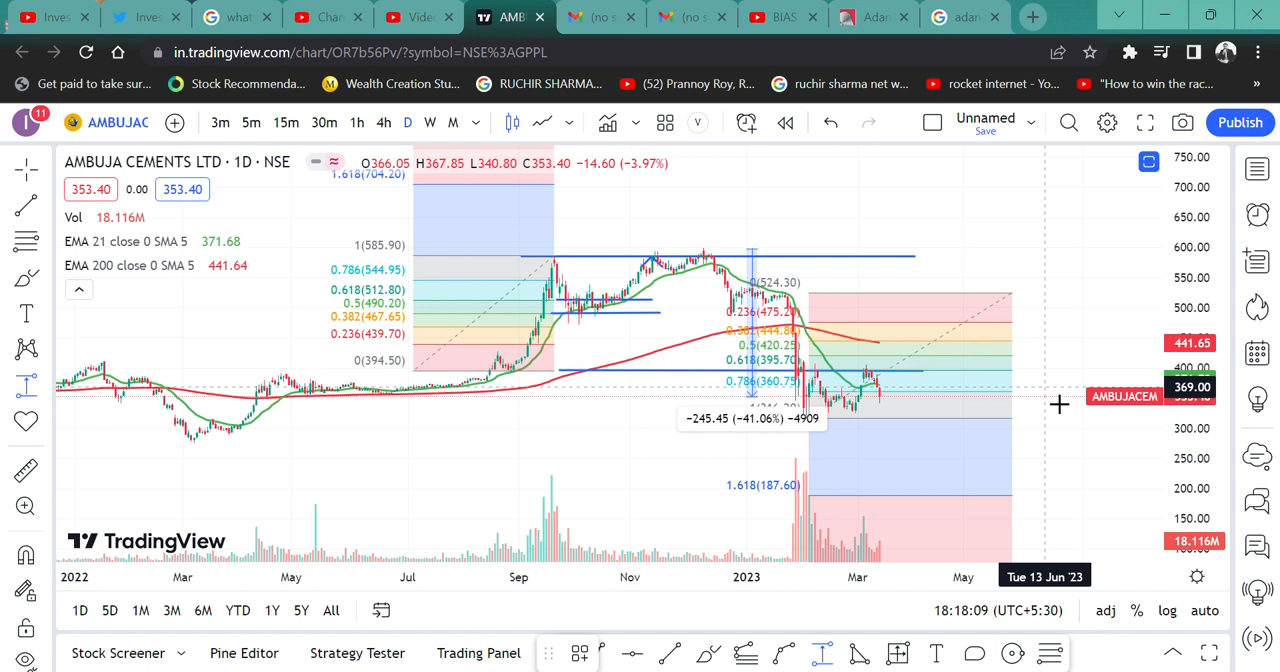 Inves
Inves
what
Chan
Vide
AMB
(no s
(no s
BIAS
Adan
adan
in.tradingview.com/chart/OR7b56Pv/?symbol=NSE%3AGPPL
Get paid to take sur...
Stock Recommenda...
Wealth Creation Stu...
RUCHIR SHARMA...
(52) Prannoy Roy, R...
ruchir sharma net w...
rocket internet - Yo...
"How to win the rac...
»
I
11
AMBUJAC
3m 5m 15m 30m 1h 4h D W M
V
Unnamed
Save
Publish
AMBUJA CEMENTS LTD · 1D · NSE
O366.05 H367.85 L340.80 C353.40 −14.60 (−3.97%)
353.40 0.00 353.40
Vol 18.116M
EMA 21 close 0 SMA 5 371.68
EMA 200 close 0 SMA 5 441.64
1.618(704.20)
1(585.90)
0.786(544.95)
0.618(512.80)
0.5(490.20)
0.382(467.65)
0.236(439.70)
0(394.50)
0(524.30)
0.236(475.20)
0.382(444.80)
0.5(420.25)
0.618(395.70)
0.786(360.75)
−245.45 (−41.06%) −4909
1.618(187.60)
750.00
700.00
650.00
600.00
550.00
500.00
450.00
441.65
400.00
369.00
AMBUJACEM
300.00
250.00
200.00
150.00
18.116M
TradingView
2022 Mar May Jul Sep Nov 2023 Mar May Tue 13 Jun '23
1D 5D 1M 3M 6M YTD 1Y 5Y All
18:18:09 (UTC+5:30) adj % log auto
Stock Screener Pine Editor Strategy Tester Trading Panel